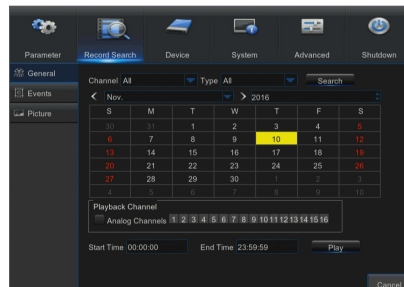 Parameter Record Search Device System Advanced Shutdown
General
Events
Picture
Channel All Type All Search
Nov. 2016
S M T W T F S
30 31 1 2 3 4 5
6 7 8 9 10 11 12
13 14 15 16 17 18 19
20 21 22 23 24 25 26
27 28 29 30 1 2 3
4 5 6 7 8 9 10
Playback Channel
Analog Channels 1 2 3 4 5 6 7 8 9 10 11 12 13 14 15 16
Start Time 00:00:00 End Time 23:59:59 Play
Cancel